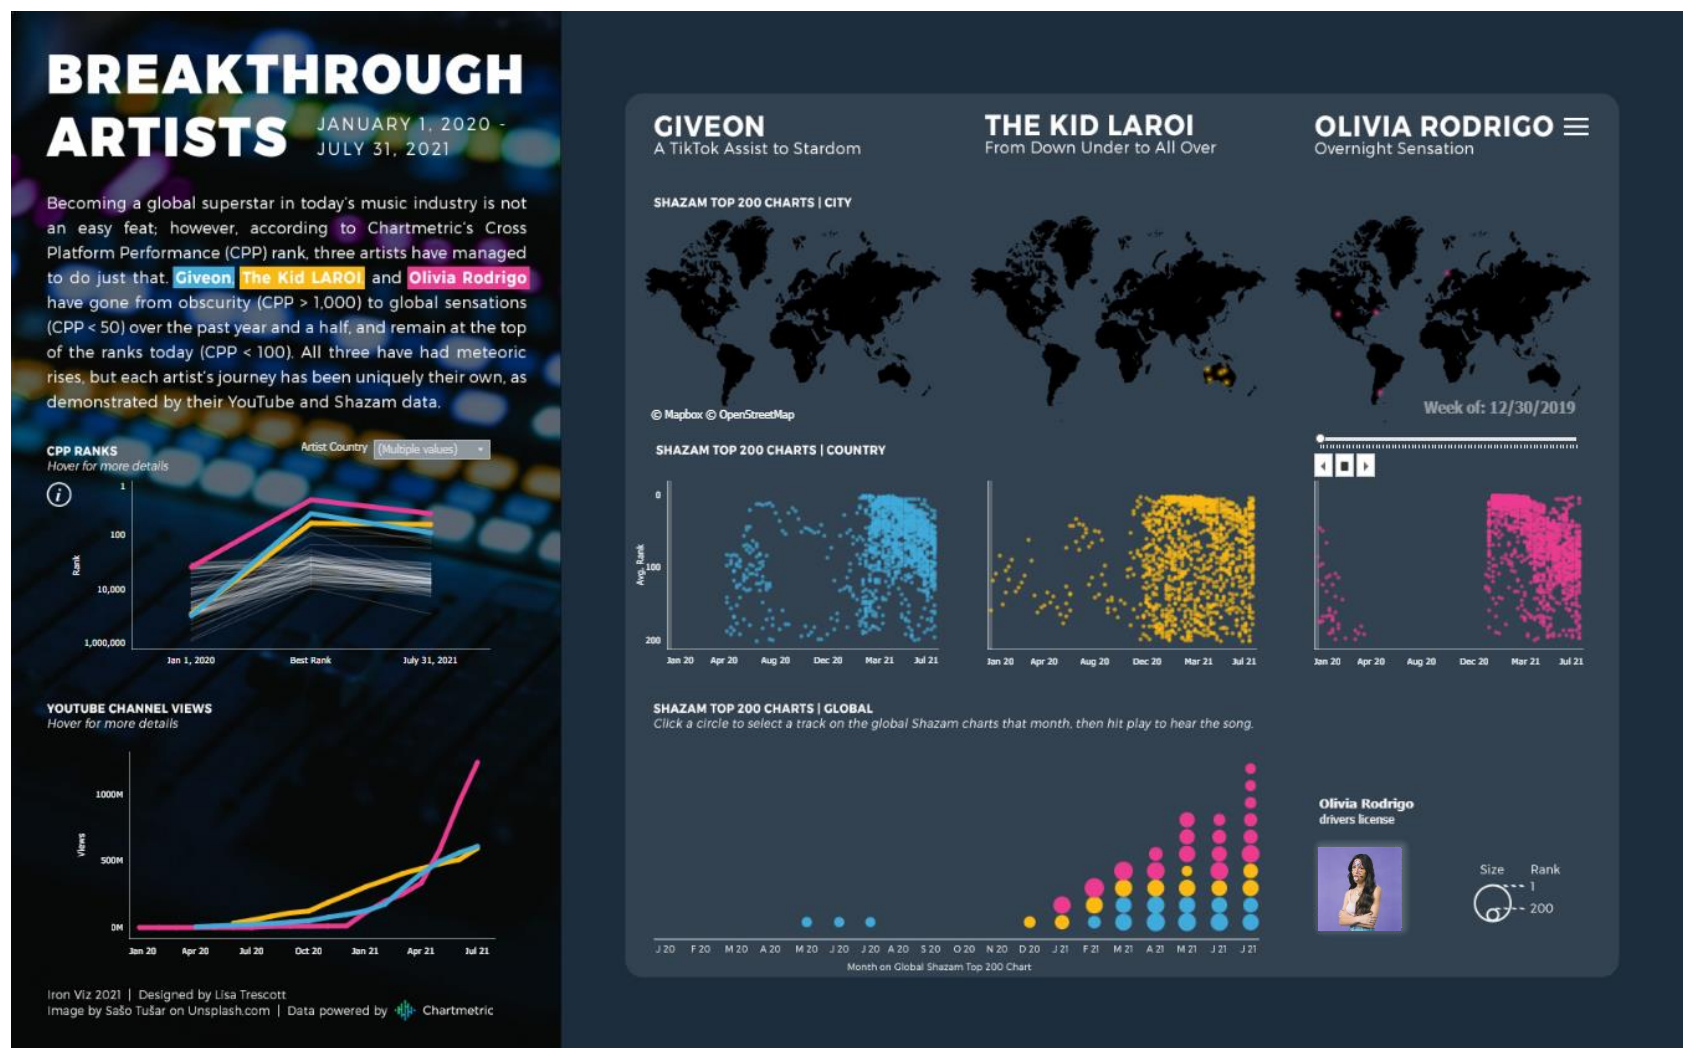 BREAKTHROUGH
ARTISTS
JANUARY 1, 2020 -
JULY 31, 2021
Becoming a global superstar in today's music industry is not
an easy feat; however, according to Chartmetric's Cross
Platform Performance (CPP) rank, three artists have managed
to do just that. Giveon, The Kid LAROI and Olivia Rodrigo
have gone from obscurity (CPP > 1,000) to global sensations
(CPP < 50) over the past year and a half, and remain at the top
of the ranks today (CPP < 100). All three have had meteoric
rises, but each artist's journey has been uniquely their own, as
demonstrated by their YouTube and Shazam data.
CPP RANKS
Hover for more details
Artist Country (Multiple values)
i
1
100
10,000
1,000,000
Rank
Jan 1, 2020 Best Rank July 31, 2021
YOUTUBE CHANNEL VIEWS
Hover for more details
1000M
500M
0M
Views
Jan 20 Apr 20 Jul 20 Oct 20 Jan 21 Apr 21 Jul 21
Iron Viz 2021 | Designed by Lisa Trescott
Image by Sašo Tušar on Unsplash.com | Data powered by Chartmetric
GIVEON
A TikTok Assist to Stardom
THE KID LAROI
From Down Under to All Over
OLIVIA RODRIGO
Overnight Sensation
SHAZAM TOP 200 CHARTS | CITY
© Mapbox © OpenStreetMap
Week of: 12/30/2019
SHAZAM TOP 200 CHARTS | COUNTRY
0
100
200
Avg. Rank
Jan 20 Apr 20 Aug 20 Dec 20 Mar 21 Jul 21
Jan 20 Apr 20 Aug 20 Dec 20 Mar 21 Jul 21
Jan 20 Apr 20 Aug 20 Dec 20 Mar 21 Jul 21
SHAZAM TOP 200 CHARTS | GLOBAL
Click a circle to select a track on the global Shazam charts that month, then hit play to hear the song.
J 20 F 20 M 20 A 20 M 20 J 20 J 20 A 20 S 20 O 20 N 20 D 20 J 21 F 21 M 21 A 21 M 21 J 21 J 21
Month on Global Shazam Top 200 Chart
Olivia Rodrigo
drivers license
Size Rank
1
200